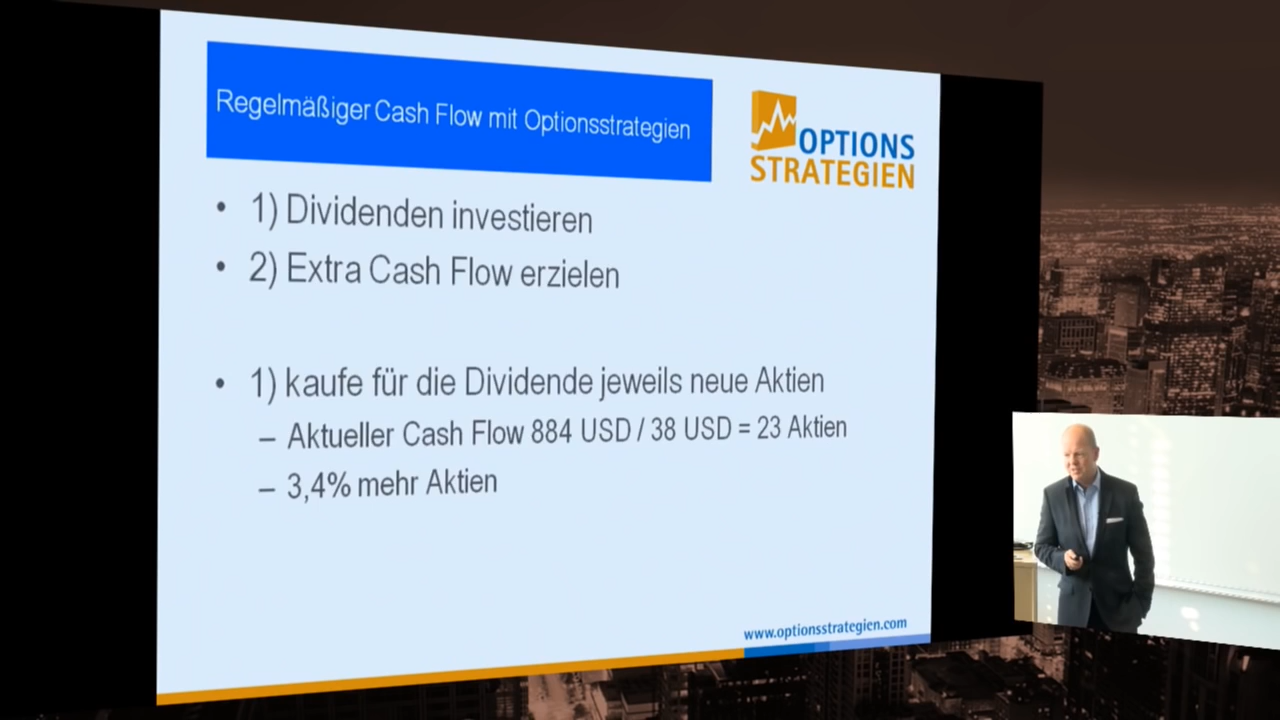 Regelmäßiger Cash Flow mit Optionsstrategien
OPTIONS
STRATEGIEN
• 1) Dividenden investieren
• 2) Extra Cash Flow erzielen
• 1) kaufe für die Dividende jeweils neue Aktien
– Aktueller Cash Flow 884 USD / 38 USD = 23 Aktien
– 3,4% mehr Aktien
www.optionsstrategien.com